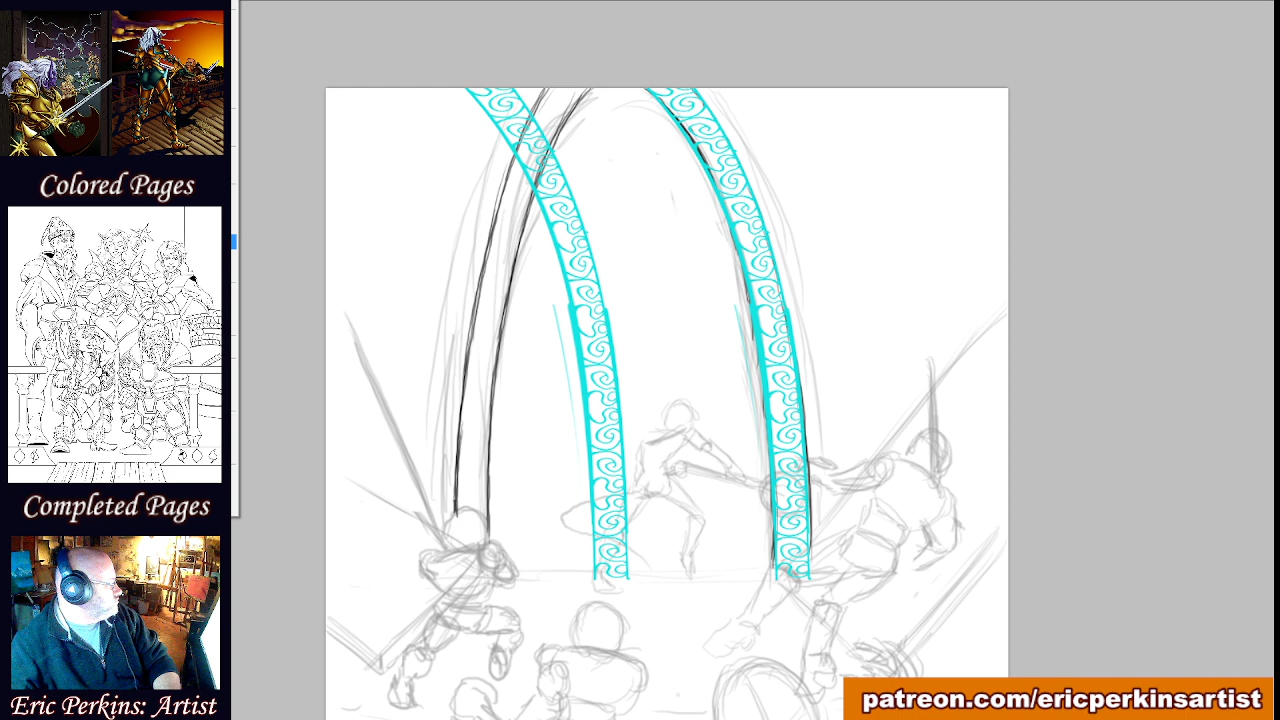 Colored Pages
Completed Pages
Eric Perkins: Artist
patreon.com/ericperkinsartist